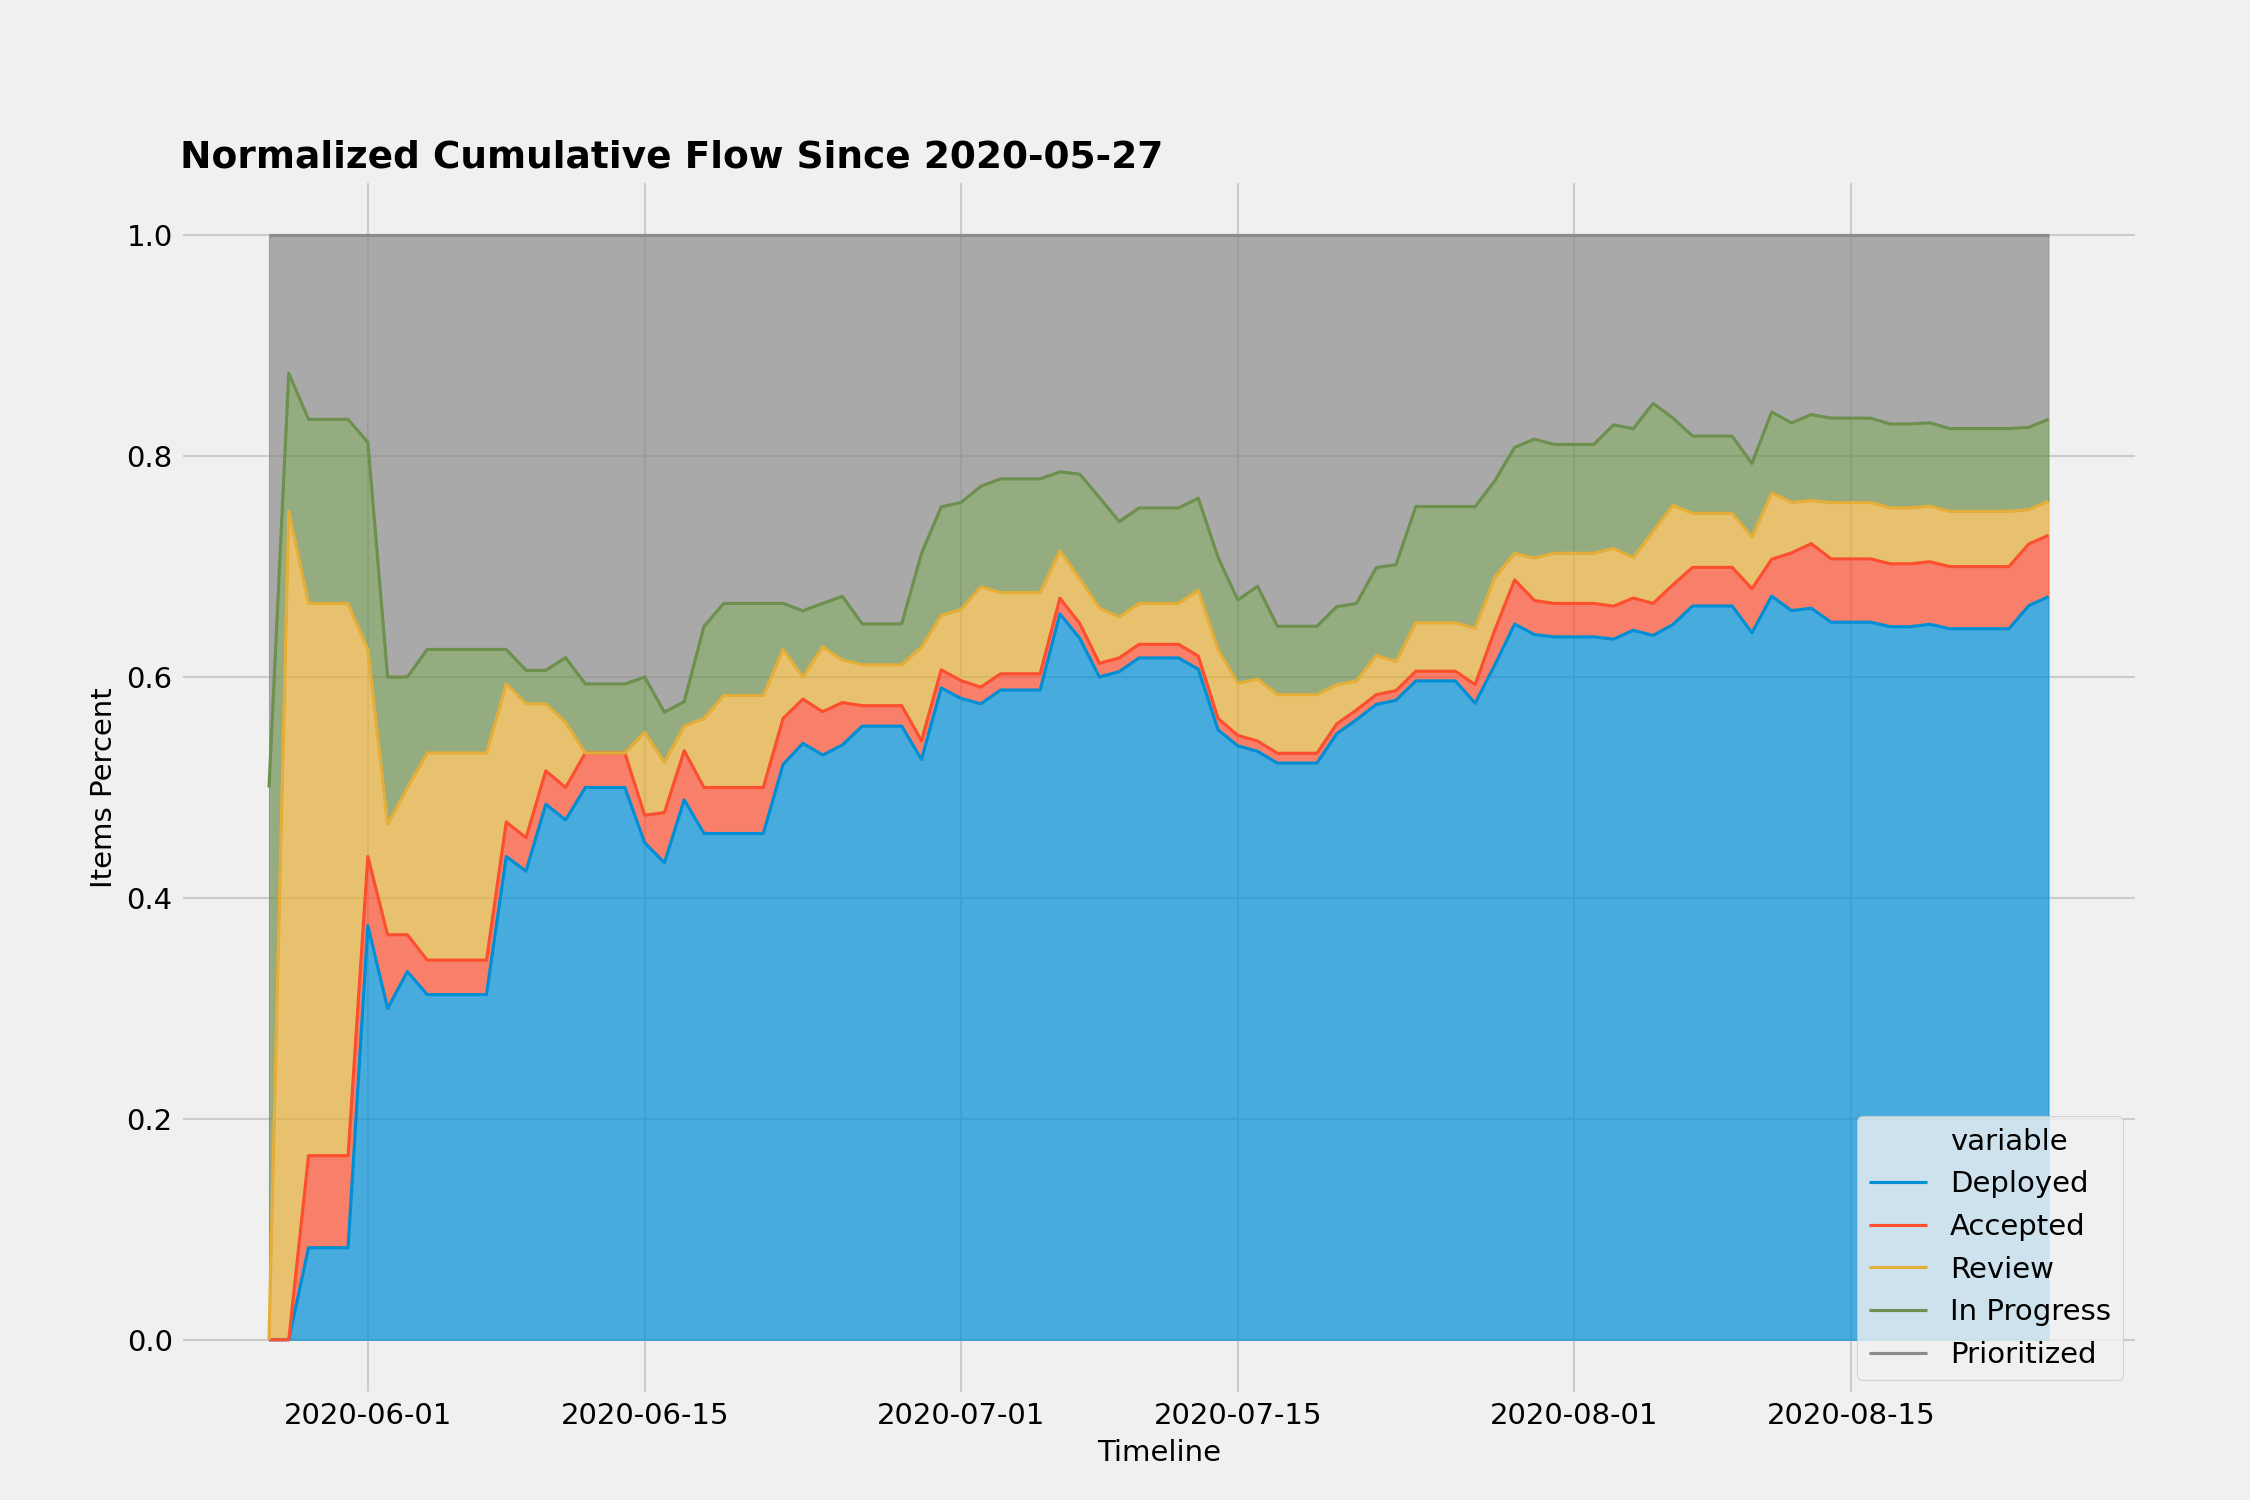 Normalized Cumulative Flow Since 2020-05-27
1.0
0.8
0.6
0.4
0.2
0.0
Items Percent
variable
Deployed
Accepted
Review
In Progress
Prioritized
2020-06-01 2020-06-15 2020-07-01 2020-07-15 2020-08-01 2020-08-15
Timeline